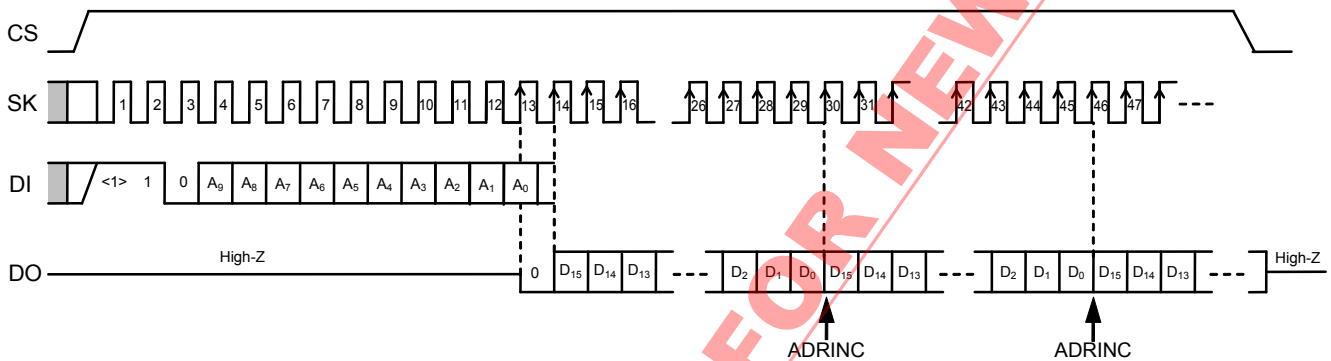 CS
SK 1 2 3 4 5 6 7 8 9 10 11 12 13 14 15 16 26 27 28 29 30 31 42 43 44 45 46 47
DI <1> 1 0 A9 A8 A7 A6 A5 A4 A3 A2 A1 A0
DO High-Z 0 D15 D14 D13 D2 D1 D0 D15 D14 D13 D2 D1 D0 D15 D14 D13 High-Z
ADRINC ADRINC
FOR NEW